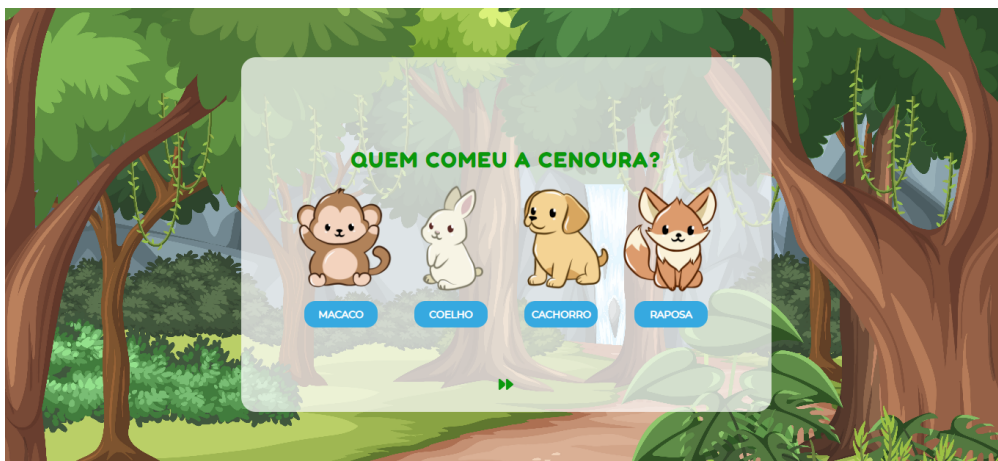 QUEM COMEU A CENOURA?
MACACO
COELHO
CACHORRO
RAPOSA